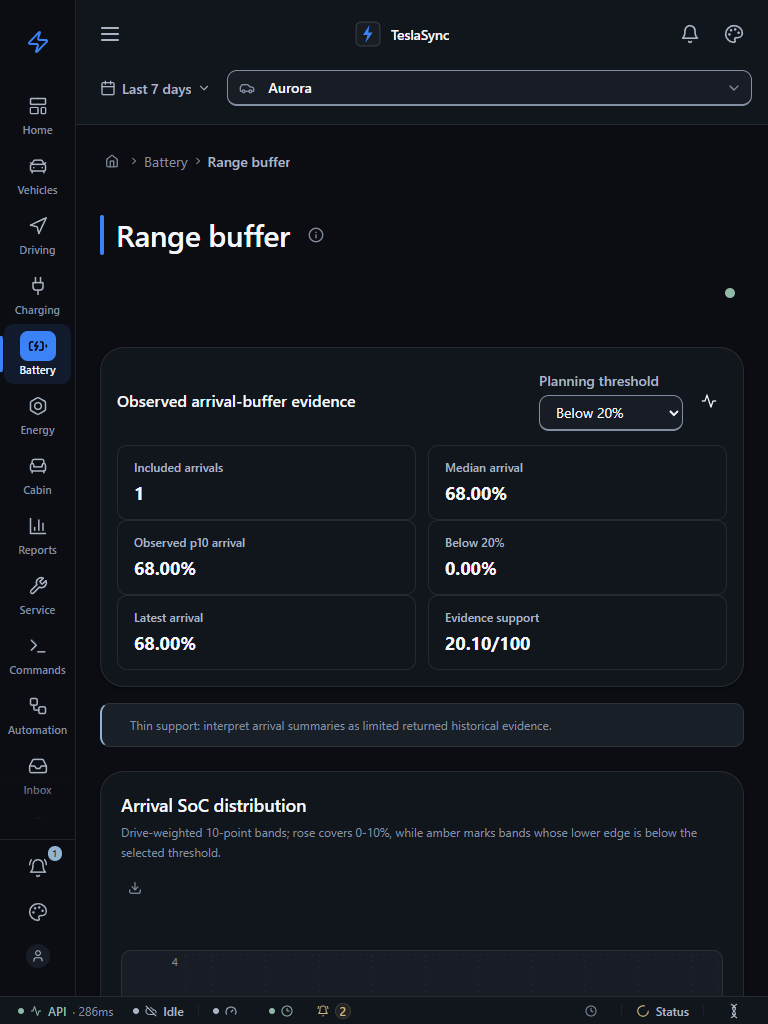 TeslaSync
Last 7 days
Aurora
Home
Vehicles
Driving
Charging
Battery
Energy
Cabin
Reports
Service
Commands
Automation
Inbox
1
Battery
Range buffer
Range buffer
Observed arrival-buffer evidence
Planning threshold
Below 20%
Included arrivals
1
Median arrival
68.00%
Observed p10 arrival
68.00%
Below 20%
0.00%
Latest arrival
68.00%
Evidence support
20.10/100
Thin support: interpret arrival summaries as limited returned historical evidence.
Arrival SoC distribution
Drive-weighted 10-point bands; rose covers 0-10%, while amber marks bands whose lower edge is below the
selected threshold.
4
API · 286ms
Idle
2
Status